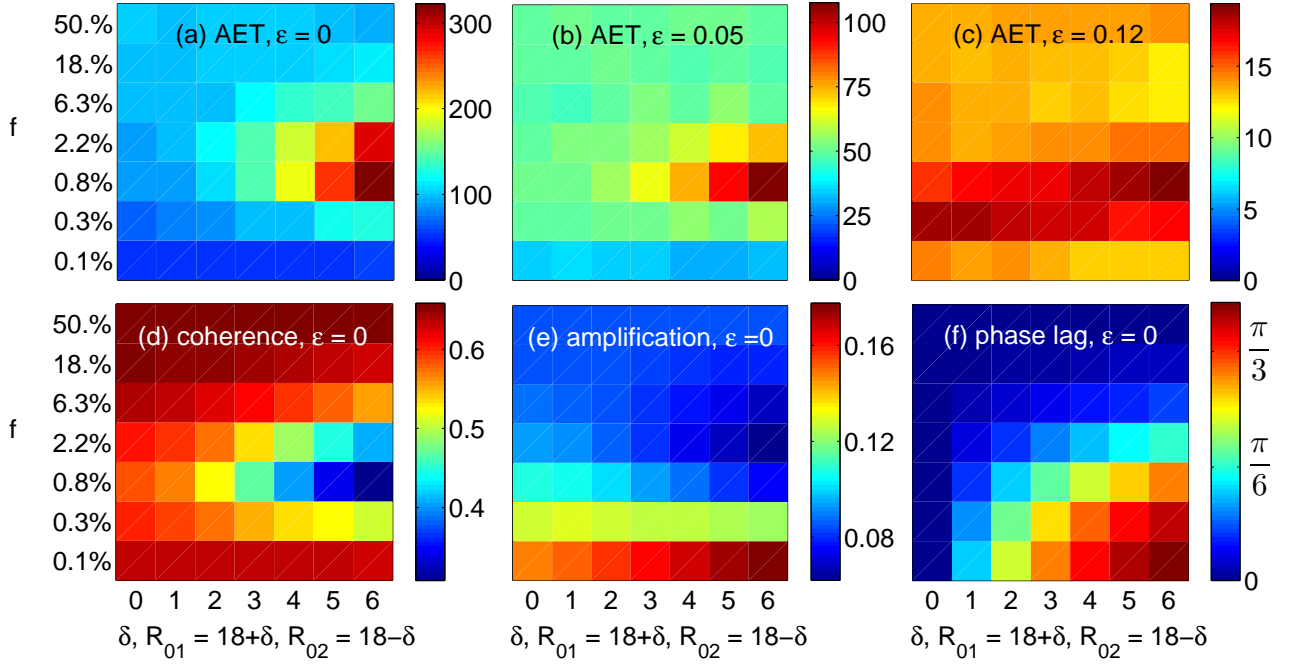 (a) AET, ε = 0
(b) AET, ε = 0.05
(c) AET, ε = 0.12
f
50.%
18.%
6.3%
2.2%
0.8%
0.3%
0.1%
300
200
100
0
100
75
50
25
0
15
10
5
0
(d) coherence, ε = 0
(e) amplification, ε =0
(f) phase lag, ε = 0
f
50.%
18.%
6.3%
2.2%
0.8%
0.3%
0.1%
0.6
0.5
0.4
0.16
0.12
0.08
π/3
π/6
0
0 1 2 3 4 5 6
0 1 2 3 4 5 6
0 1 2 3 4 5 6
δ, R01 = 18+δ, R02 = 18−δ
δ, R01 = 18+δ, R02 = 18−δ